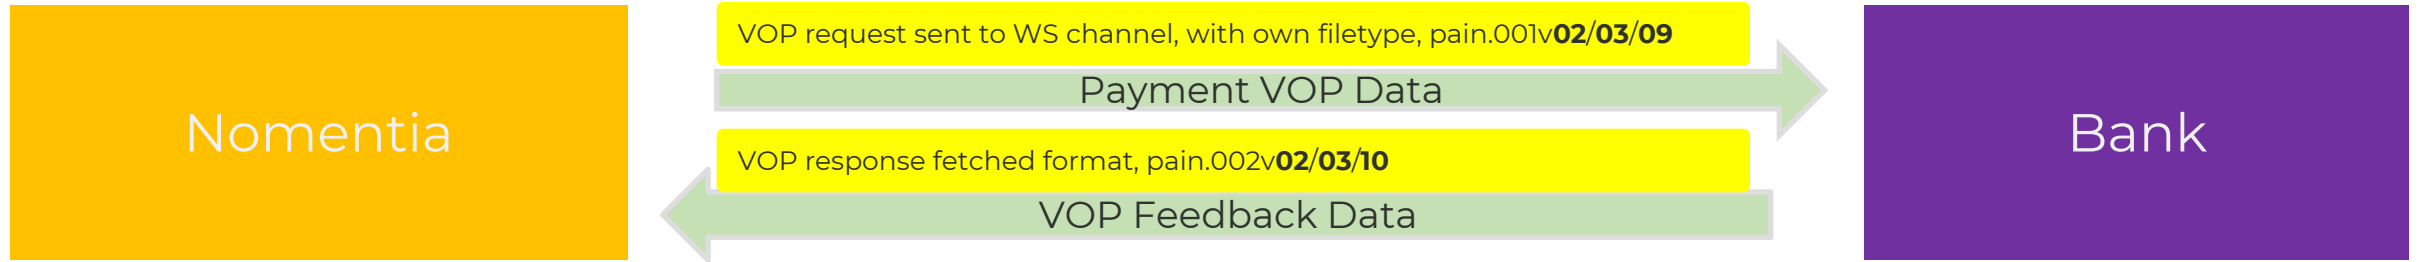 Nomentia
VOP request sent to WS channel, with own filetype, pain.001v02/03/09
Payment VOP Data
VOP response fetched format, pain.002v02/03/10
VOP Feedback Data
Bank